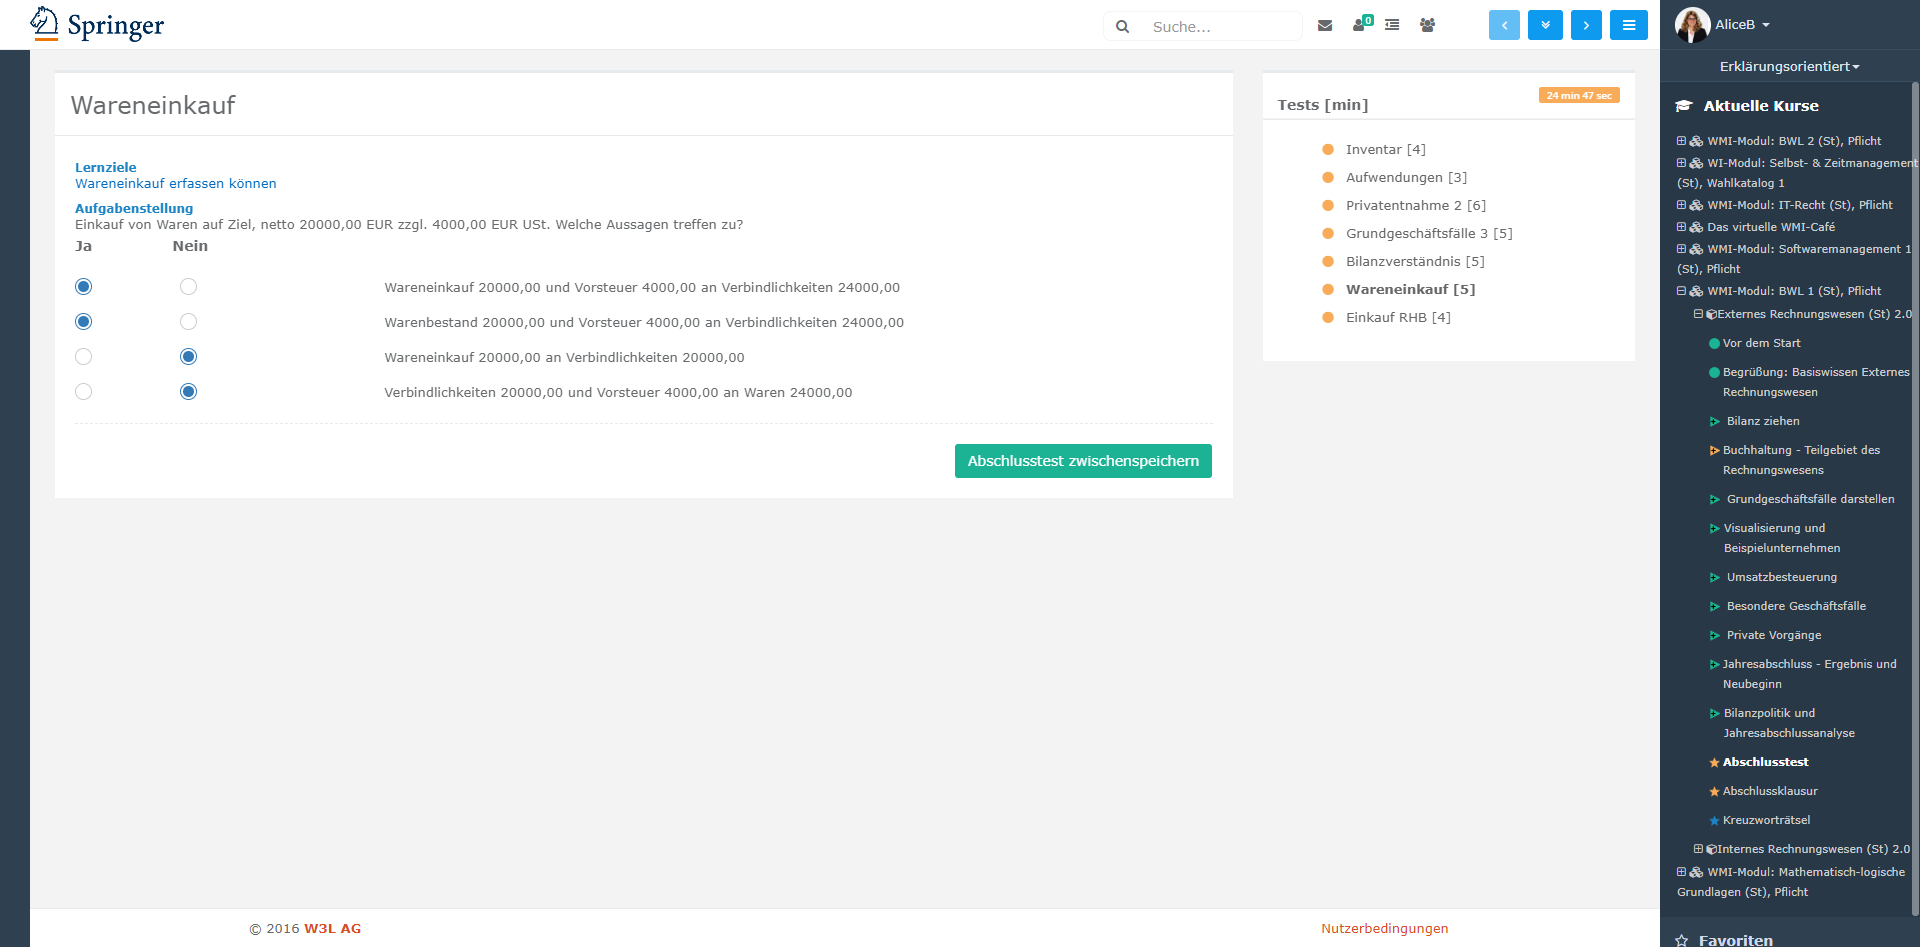 Springer
Suche...
0
AliceB
Erklärungsorientiert
Wareneinkauf
Lernziele
Wareneinkauf erfassen können
Aufgabenstellung
Einkauf von Waren auf Ziel, netto 20000,00 EUR zzgl. 4000,00 EUR USt. Welche Aussagen treffen zu?
Ja Nein
Wareneinkauf 20000,00 und Vorsteuer 4000,00 an Verbindlichkeiten 24000,00
Warenbestand 20000,00 und Vorsteuer 4000,00 an Verbindlichkeiten 24000,00
Wareneinkauf 20000,00 an Verbindlichkeiten 20000,00
Verbindlichkeiten 20000,00 und Vorsteuer 4000,00 an Waren 24000,00
Abschlusstest zwischenspeichern
Tests [min]
24 min 47 sec
Inventar [4]
Aufwendungen [3]
Privatentnahme 2 [6]
Grundgeschäftsfälle 3 [5]
Bilanzverständnis [5]
Wareneinkauf [5]
Einkauf RHB [4]
Aktuelle Kurse
WMI-Modul: BWL 2 (St), Pflicht
WI-Modul: Selbst- & Zeitmanagement
(St), Wahlkatalog 1
WMI-Modul: IT-Recht (St), Pflicht
Das virtuelle WMI-Café
WMI-Modul: Softwaremanagement 1
(St), Pflicht
WMI-Modul: BWL 1 (St), Pflicht
Externes Rechnungswesen (St) 2.0
Vor dem Start
Begrüßung: Basiswissen Externes
Rechnungswesen
Bilanz ziehen
Buchhaltung - Teilgebiet des
Rechnungswesens
Grundgeschäftsfälle darstellen
Visualisierung und
Beispielunternehmen
Umsatzbesteuerung
Besondere Geschäftsfälle
Private Vorgänge
Jahresabschluss - Ergebnis und
Neubeginn
Bilanzpolitik und
Jahresabschlussanalyse
Abschlusstest
Abschlussklausur
Kreuzworträtsel
Internes Rechnungswesen (St) 2.0
WMI-Modul: Mathematisch-logische
Grundlagen (St), Pflicht
Favoriten
© 2016 W3L AG
Nutzerbedingungen